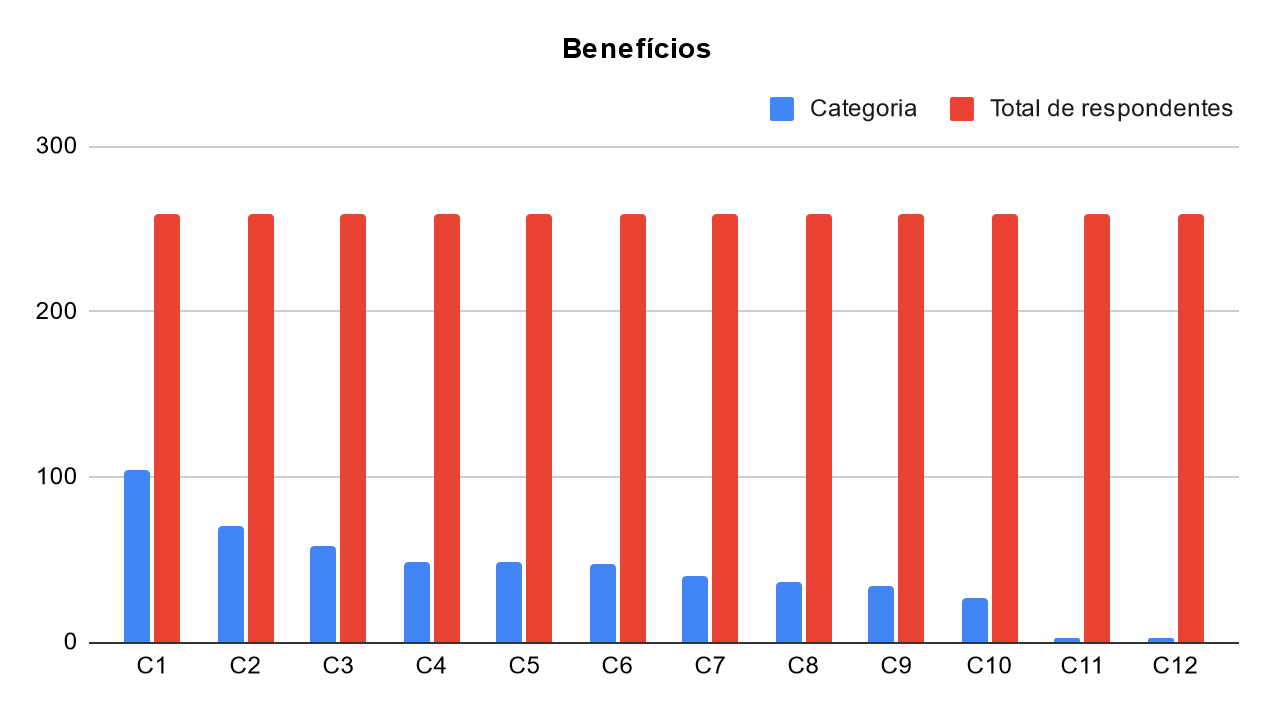 Benefícios
Categoria Total de respondentes
300
200
100
0
C1 C2 C3 C4 C5 C6 C7 C8 C9 C10 C11 C12